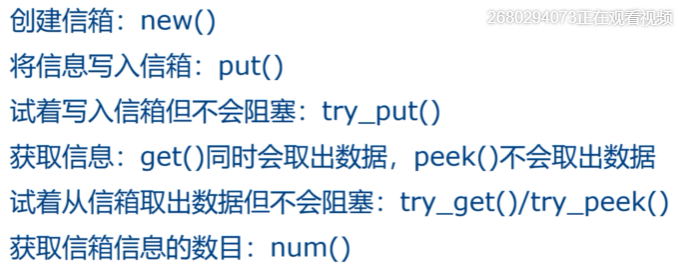 2680294073正在观看视频
创建信箱：new()
将信息写入信箱：put()
试着写入信箱但不会阻塞：try_put()
获取信息：get()同时会取出数据，peek()不会取出数据
试着从信箱取出数据但不会阻塞：try_get()/try_peek()
获取信箱信息的数目：num()